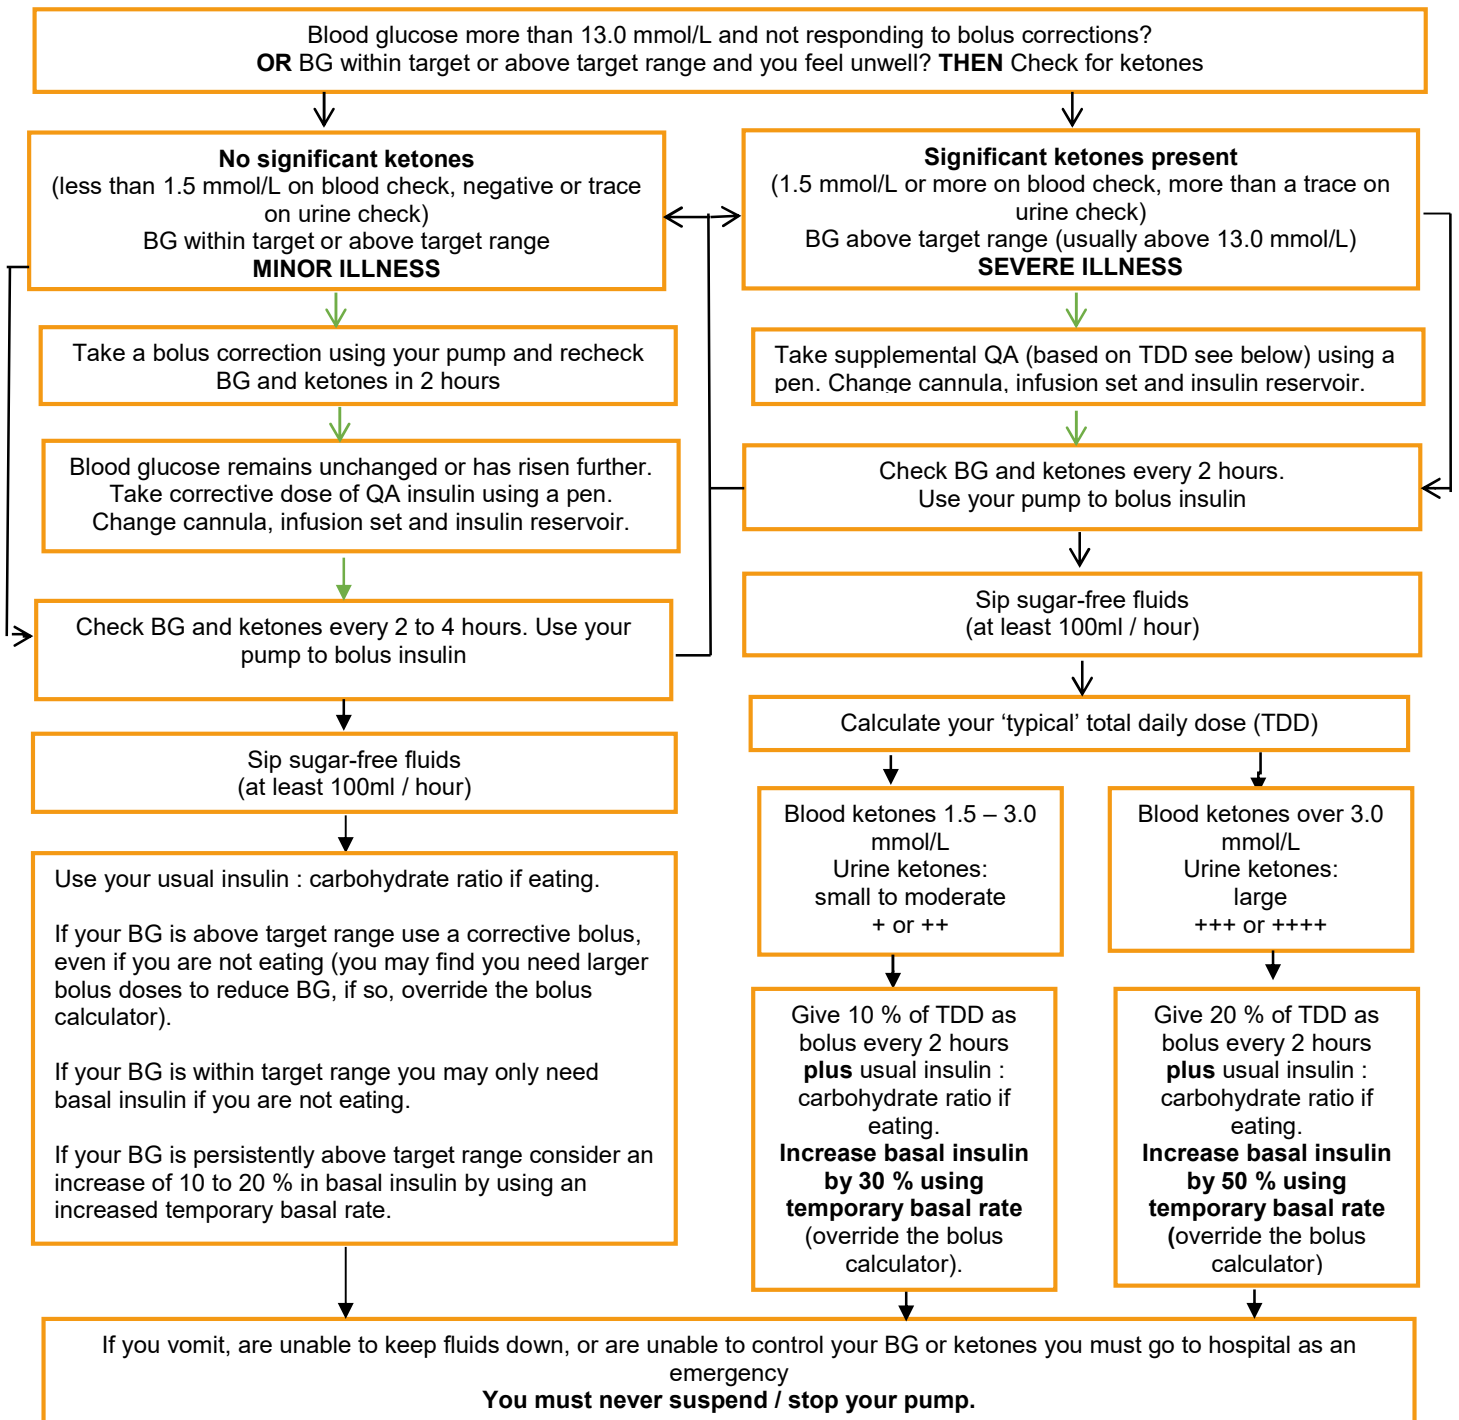 Blood glucose more than 13.0 mmol/L and not responding to bolus corrections?
OR BG within target or above target range and you feel unwell? THEN Check for ketones
No significant ketones
(less than 1.5 mmol/L on blood check, negative or trace
on urine check)
BG within target or above target range
MINOR ILLNESS
Significant ketones present
(1.5 mmol/L or more on blood check, more than a trace on
urine check)
BG above target range (usually above 13.0 mmol/L)
SEVERE ILLNESS
Take a bolus correction using your pump and recheck
BG and ketones in 2 hours
Take supplemental QA (based on TDD see below) using a
pen. Change cannula, infusion set and insulin reservoir.
Blood glucose remains unchanged or has risen further.
Take corrective dose of QA insulin using a pen.
Change cannula, infusion set and insulin reservoir.
Check BG and ketones every 2 hours.
Use your pump to bolus insulin
Check BG and ketones every 2 to 4 hours. Use your
pump to bolus insulin
Sip sugar-free fluids
(at least 100ml / hour)
Sip sugar-free fluids
(at least 100ml / hour)
Calculate your ‘typical’ total daily dose (TDD)
Use your usual insulin : carbohydrate ratio if eating.
If your BG is above target range use a corrective bolus,
even if you are not eating (you may find you need larger
bolus doses to reduce BG, if so, override the bolus
calculator).
If your BG is within target range you may only need
basal insulin if you are not eating.
If your BG is persistently above target range consider an
increase of 10 to 20 % in basal insulin by using an
increased temporary basal rate.
Blood ketones 1.5 – 3.0
mmol/L
Urine ketones:
small to moderate
+ or ++
Blood ketones over 3.0
mmol/L
Urine ketones:
large
+++ or ++++
Give 10 % of TDD as
bolus every 2 hours
plus usual insulin :
carbohydrate ratio if
eating.
Increase basal insulin
by 30 % using
temporary basal rate
(override the bolus
calculator).
Give 20 % of TDD as
bolus every 2 hours
plus usual insulin :
carbohydrate ratio if
eating.
Increase basal insulin
by 50 % using
temporary basal rate
(override the bolus
calculator)
If you vomit, are unable to keep fluids down, or are unable to control your BG or ketones you must go to hospital as an
emergency
You must never suspend / stop your pump.